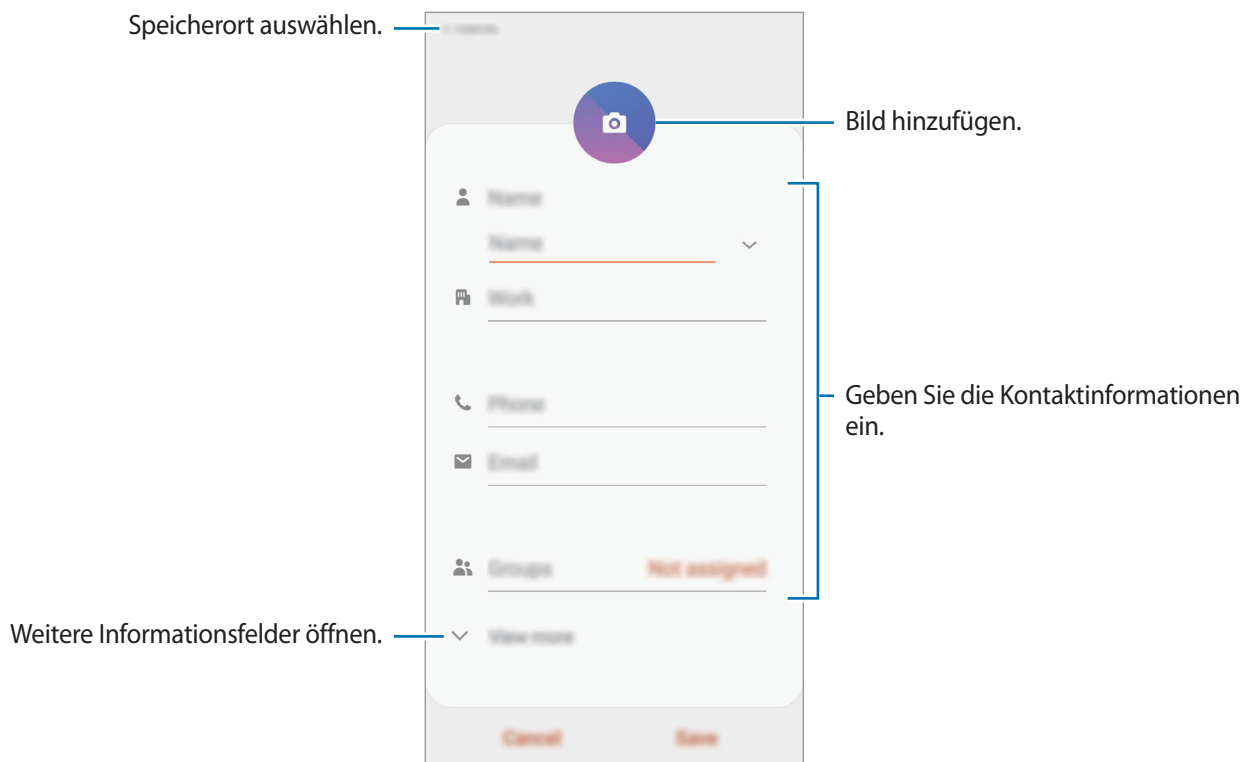 Speicherort auswählen.
Bild hinzufügen.
Name
Name
Work
Phone
Geben Sie die Kontaktinformationen
ein.
Email
Groups Not assigned
Weitere Informationsfelder öffnen.
View more
Cancel Save